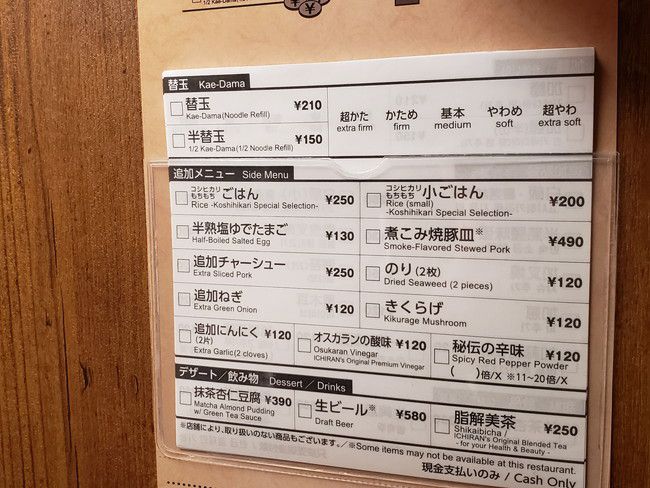 1/2 Kae-Dama
替玉 Kae-Dama
替玉 ¥210
Kae-Dama(Noodle Refill)
半替玉 ¥150
1/2 Kae-Dama(1/2 Noodle Refill)
超かた かため 基本 やわめ 超やわ
extra firm firm medium soft extra soft
追加メニュー Side Menu
コシヒカリ もちもち ごはん ¥250
Rice -Koshihikari Special Selection-
コシヒカリ もちもち 小ごはん ¥200
Rice (small)
-Koshihikari Special Selection-
半熟塩ゆでたまご ¥130
Half-Boiled Salted Egg
煮こみ焼豚皿※ ¥490
Smoke-Flavored Stewed Pork
追加チャーシュー ¥250
Extra Sliced Pork
のり(2枚) ¥120
Dried Seaweed (2 pieces)
追加ねぎ ¥120
Extra Green Onion
きくらげ ¥120
Kikurage Mushroom
追加にんにく ¥120
(2片)
Extra Garlic(2 cloves)
オスカランの酸味 ¥120
Osukaran Vinegar
ICHIRAN's Original Premium Vinegar
秘伝の辛味 ¥120
Spicy Red Pepper Powder
( )倍/X ※11~20倍/X
デザート/飲み物 Dessert/Drinks
抹茶杏仁豆腐 ¥390
Matcha Almond Pudding
w/ Green Tea Sauce
生ビール※ ¥580
Draft Beer
脂解美茶 ¥250
Shikaibicha /
ICHIRAN's Original Blended Tea
- for your Health & Beauty -
※店舗により、取り扱いのない商品もございます。/※Some items may not be available at this restaurant.
現金支払いのみ / Cash Only